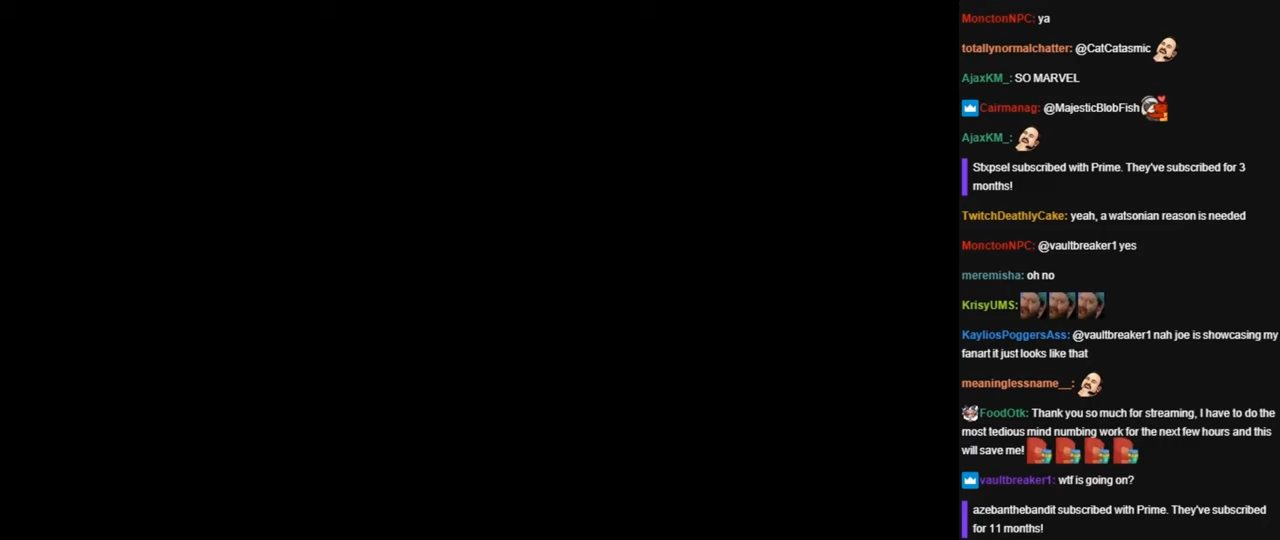 MonctonNPC: ya
totallynormalchatter: @CatCatasmic
AjaxKM_: SO MARVEL
Cairmanag: @MajesticBlobFish
AjaxKM_:
Stxpsel subscribed with Prime. They've subscribed for 3
months!
TwitchDeathlyCake: yeah, a watsonian reason is needed
MonctonNPC: @vaultbreaker1 yes
meremisha: oh no
KrisyUMS:
KayliosPoggersAss: @vaultbreaker1 nah joe is showcasing my
fanart it just looks like that
meaninglessname__:
FoodOtk: Thank you so much for streaming, I have to do the
most tedious mind numbing work for the next few hours and this
will save me!
vaultbreaker1: wtf is going on?
azebanthebandit subscribed with Prime. They've subscribed
for 11 months!